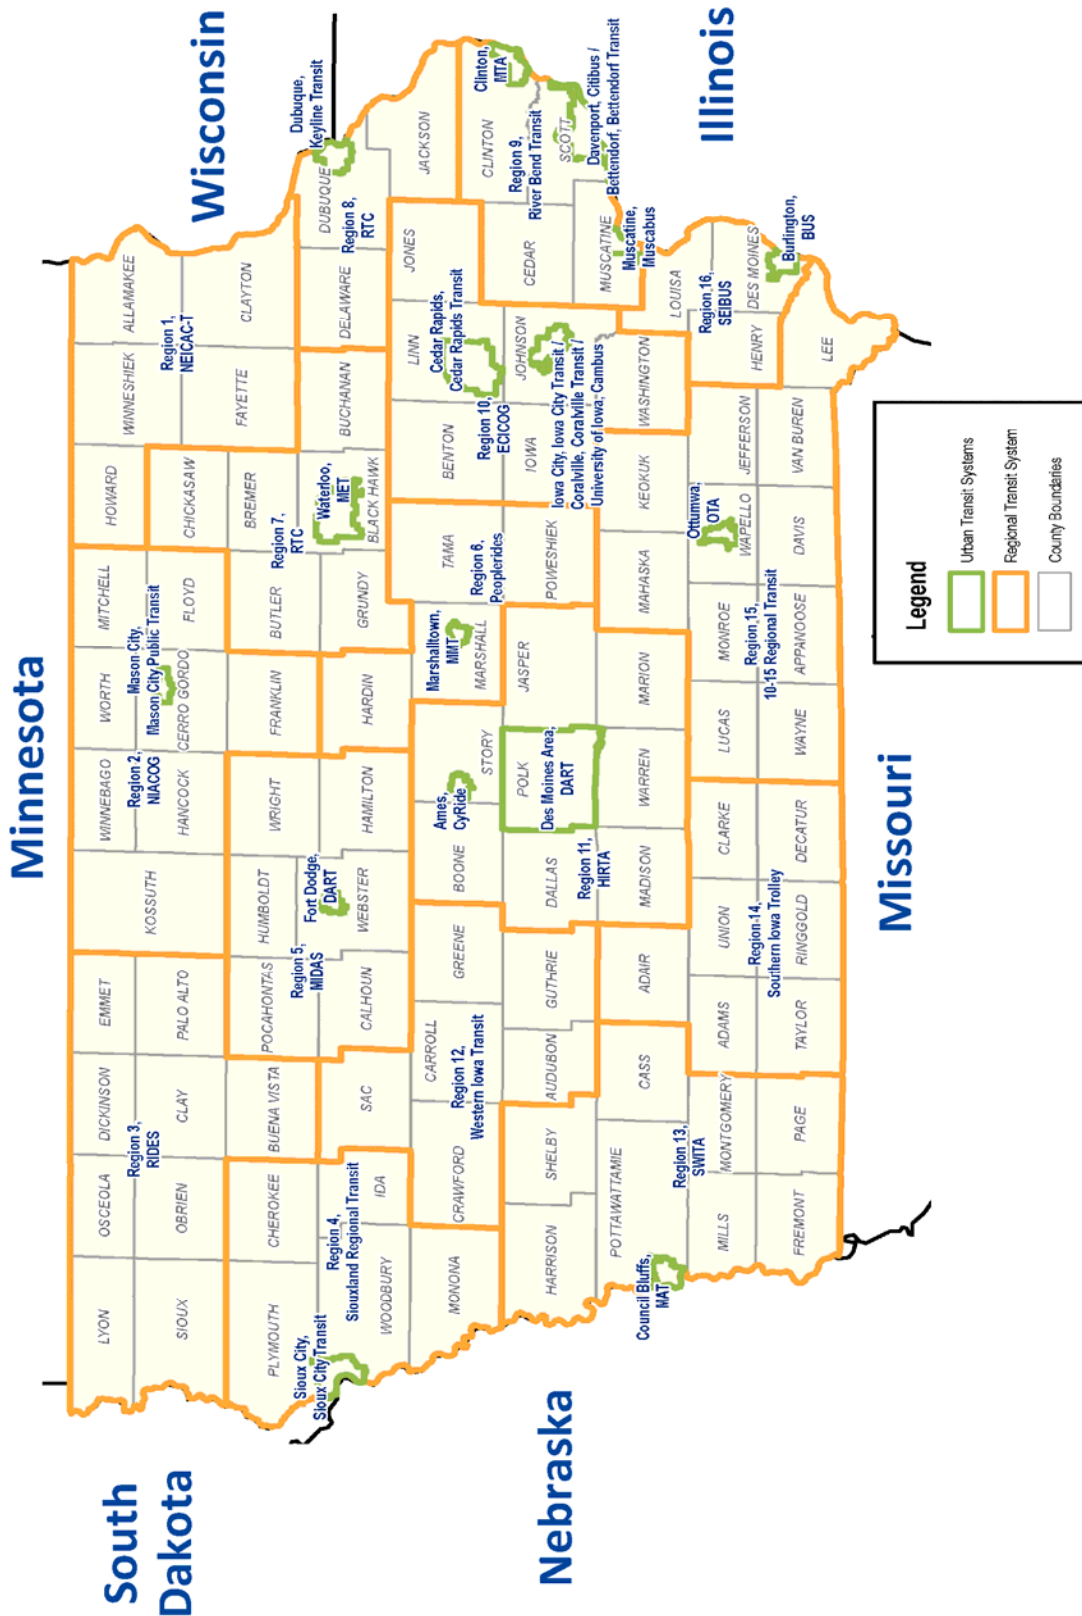 Minnesota
South
Dakota
Wisconsin
Nebraska
Illinois
Missouri
LYON
OSCEOLA
DICKINSON
EMMET
KOSSUTH
WINNEBAGO
WORTH
MITCHELL
HOWARD
WINNESHIEK
ALLAMAKEE
Region 3,
RIDES
Region 2,
NIACOG
Mason City,
Mason City Public Transit
Region 1,
NEICAC-T
SIOUX
OBRIEN
CLAY
PALO ALTO
HANCOCK
CERRO GORDO
FLOYD
CHICKASAW
FAYETTE
CLAYTON
PLYMOUTH
CHEROKEE
BUENA VISTA
POCAHONTAS
HUMBOLDT
WRIGHT
FRANKLIN
BUTLER
BREMER
Region 7,
RTC
Sioux City,
Sioux City Transit
Region 4,
Siouxland Regional Transit
Region 5,
MIDAS
Fort Dodge,
DART
Waterloo,
MET
Dubuque,
Keyline Transit
WOODBURY
IDA
SAC
CALHOUN
WEBSTER
HAMILTON
HARDIN
GRUNDY
BLACK HAWK
BUCHANAN
DELAWARE
DUBUQUE
Region 8,
RTC
MONONA
CRAWFORD
CARROLL
GREENE
BOONE
STORY
MARSHALL
TAMA
BENTON
LINN
JONES
JACKSON
Region 12,
Western Iowa Transit
Ames,
CyRide
Marshalltown,
MMT
Region 6,
Peoplerides
Cedar Rapids,
Cedar Rapids Transit
Region 10,
ECICOG
Clinton,
MTA
CLINTON
Region 9,
River Bend Transit
SCOTT
Davenport, Citibus /
Bettendorf, Bettendorf Transit
HARRISON
SHELBY
AUDUBON
GUTHRIE
DALLAS
POLK
Des Moines Area,
DART
JASPER
POWESHIEK
IOWA
JOHNSON
CEDAR
MUSCATINE
Muscatine,
Muscabus
Iowa City, Iowa City Transit /
Coralville, Coralville Transit /
University of Iowa, Cambus
Region 11,
HIRTA
POTTAWATTAMIE
CASS
ADAIR
MADISON
WARREN
MARION
MAHASKA
KEOKUK
WASHINGTON
LOUISA
Council Bluffs,
MAT
Region 13,
SWITA
MILLS
MONTGOMERY
ADAMS
UNION
CLARKE
LUCAS
MONROE
WAPELLO
JEFFERSON
HENRY
DES MOINES
Ottumwa,
OTA
Region 16,
SEIBUS
Burlington,
BUS
Region 14,
Southern Iowa Trolley
Region 15,
10-15 Regional Transit
FREMONT
PAGE
TAYLOR
RINGGOLD
DECATUR
WAYNE
APPANOOSE
DAVIS
VAN BUREN
LEE
Legend
Urban Transit Systems
Regional Transit System
County Boundaries